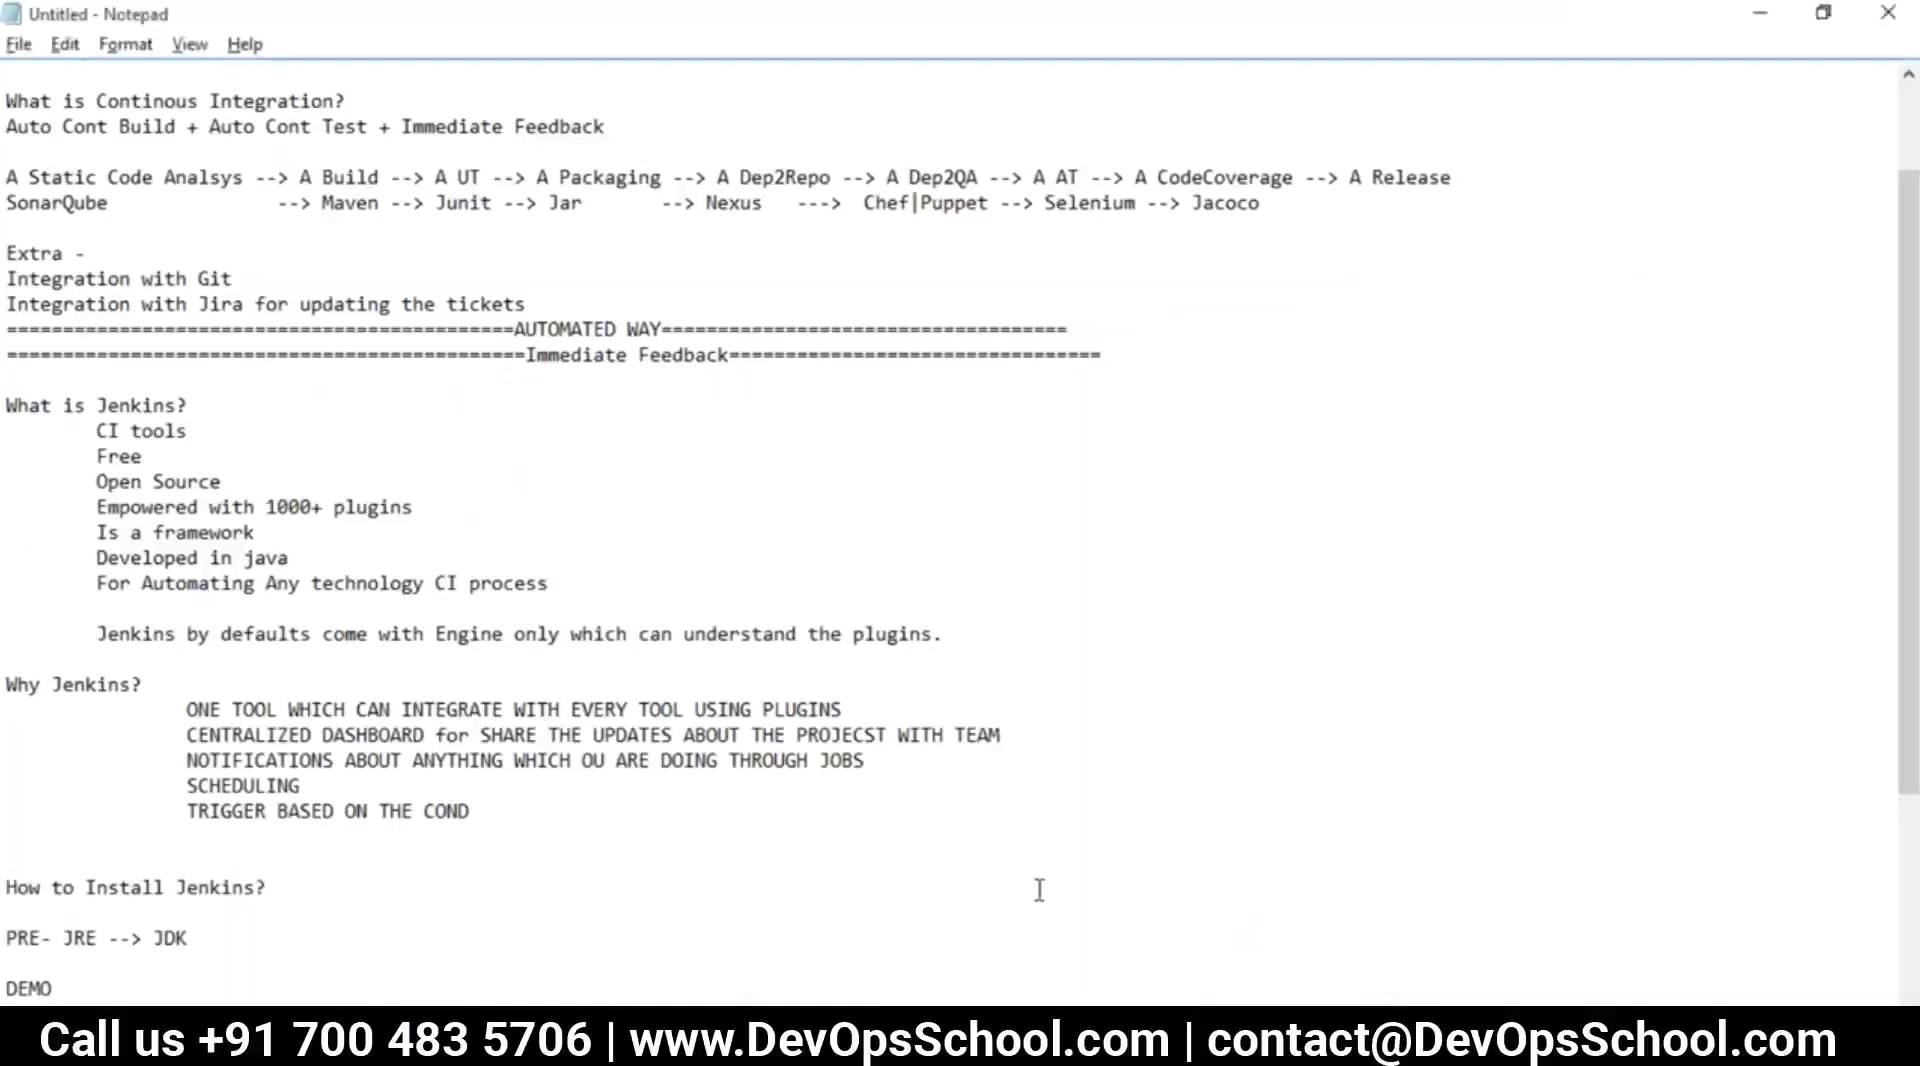 Untitled - Notepad
File Edit Format View Help
What is Continous Integration?
Auto Cont Build + Auto Cont Test + Immediate Feedback
A Static Code Analsys --> A Build --> A UT --> A Packaging --> A Dep2Repo --> A Dep2QA --> A AT --> A CodeCoverage --> A Release
SonarQube --> Maven --> Junit --> Jar --> Nexus ---> Chef|Puppet --> Selenium --> Jacoco
Extra -
Integration with Git
Integration with Jira for updating the tickets
=============================================AUTOMATED WAY====================================
==============================================Immediate Feedback=================================
What is Jenkins?
CI tools
Free
Open Source
Empowered with 1000+ plugins
Is a framework
Developed in java
For Automating Any technology CI process
Jenkins by defaults come with Engine only which can understand the plugins.
Why Jenkins?
ONE TOOL WHICH CAN INTEGRATE WITH EVERY TOOL USING PLUGINS
CENTRALIZED DASHBOARD for SHARE THE UPDATES ABOUT THE PROJECST WITH TEAM
NOTIFICATIONS ABOUT ANYTHING WHICH OU ARE DOING THROUGH JOBS
SCHEDULING
TRIGGER BASED ON THE COND
How to Install Jenkins?
PRE- JRE --> JDK
DEMO
Call us +91 700 483 5706 | www.DevOpsSchool.com | contact@DevOpsSchool.com